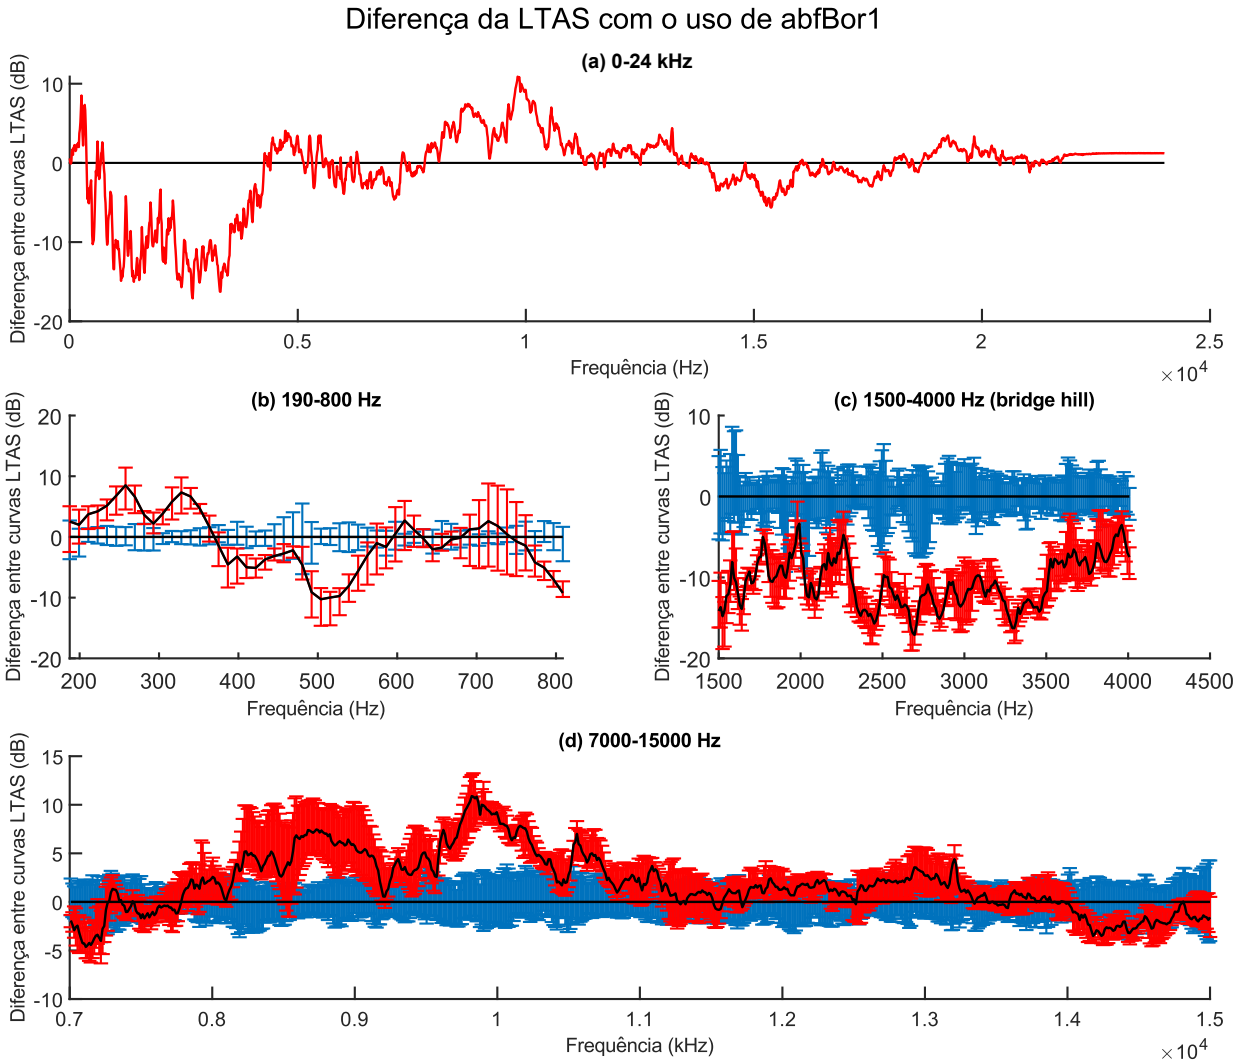 Diferença da LTAS com o uso de abfBor1
(a) 0-24 kHz
Diferença entre curvas LTAS (dB)
10
0
-10
-20
0 0.5 1 1.5 2 2.5
Frequência (Hz)
×10^4
(b) 190-800 Hz
Diferença entre curvas LTAS (dB)
20
10
0
-10
-20
200 300 400 500 600 700 800
Frequência (Hz)
(c) 1500-4000 Hz (bridge hill)
Diferença entre curvas LTAS (dB)
10
0
-10
-20
1500 2000 2500 3000 3500 4000 4500
Frequência (Hz)
(d) 7000-15000 Hz
Diferença entre curvas LTAS (dB)
15
10
5
0
-5
-10
0.7 0.8 0.9 1 1.1 1.2 1.3 1.4 1.5
Frequência (kHz)
×10^4